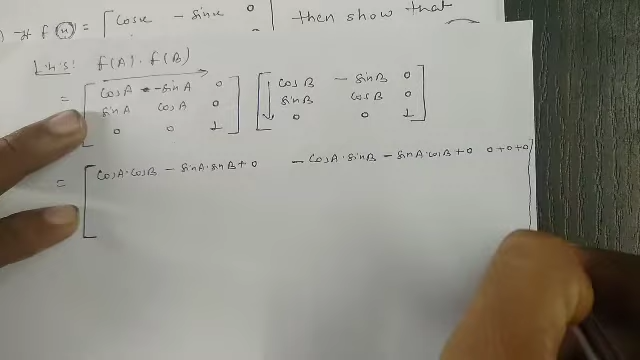 If f(x) = [ cosx - sinx 0 ] then show that
L.h.s: f(A) · f(B)
= [ cosA - sinA 0 ] [ cosB - sinB 0 ]
sinA cosA 0 sinB cosB 0
0 0 1 0 0 1
= [ cosA·cosB - sinA·sinB+0 - cosA·sinB - sinA·cosB+0 0+0+0 ]